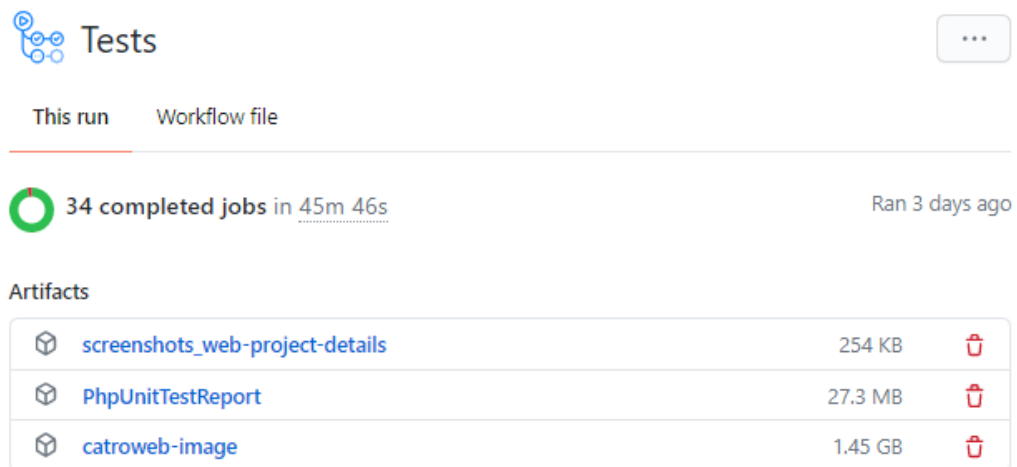 Tests
This run Workflow file
34 completed jobs in 45m 46s Ran 3 days ago
Artifacts
screenshots_web-project-details 254 KB
PhpUnitTestReport 27.3 MB
catroweb-image 1.45 GB